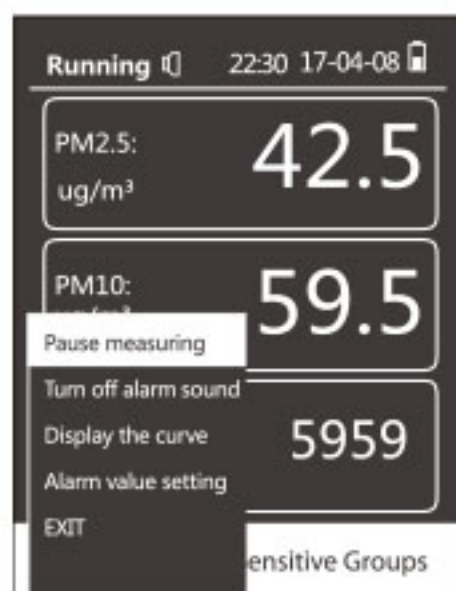 Running 22:30 17-04-08
PM2.5: 42.5
ug/m³
PM10: 59.5
Pause measuring
Turn off alarm sound
Display the curve 5959
Alarm value setting
EXIT
ensitive Groups